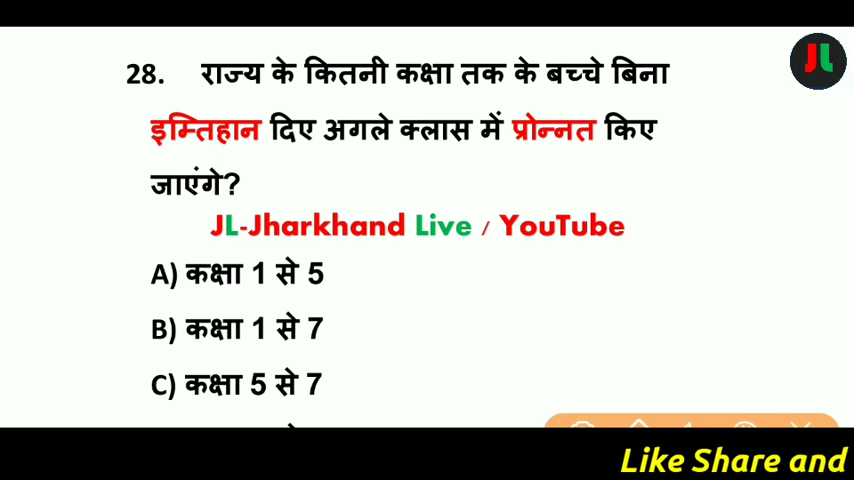 JL
28. राज्य के कितनी कक्षा तक के बच्चे बिना
इम्तिहान दिए अगले क्लास में प्रोन्नत किए
जाएंगे?
JL-Jharkhand Live / YouTube
A) कक्षा 1 से 5
B) कक्षा 1 से 7
C) कक्षा 5 से 7
Like Share and